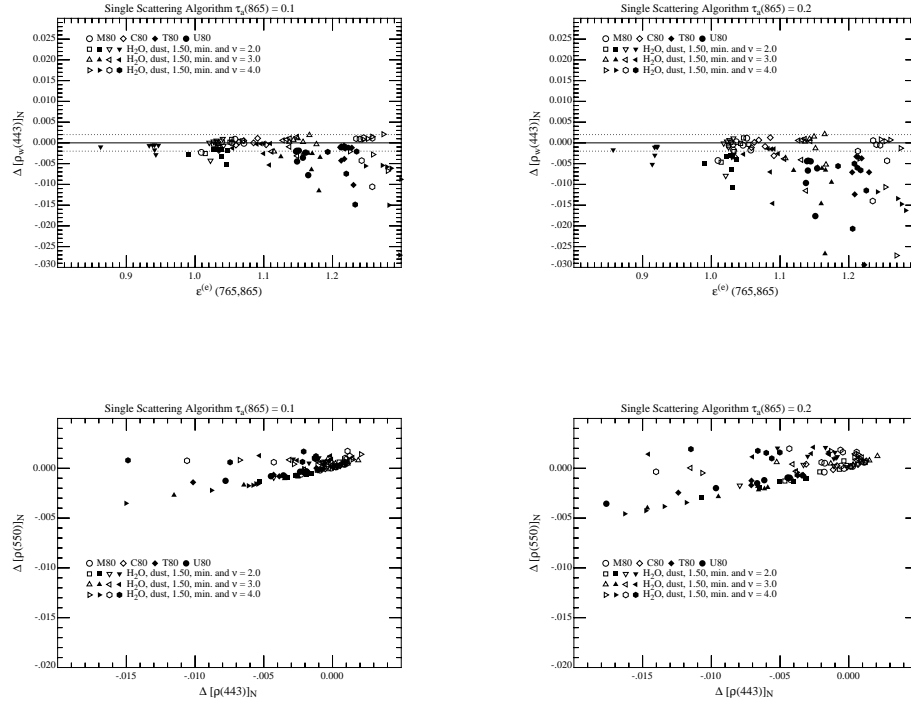 Single Scattering Algorithm τa(865) = 0.1
0.025
0.020
0.015
0.010
0.005
0.000
-.005
-.010
-.015
-.020
-.025
-.030
Δ [ρw(443)]N
M80 C80 T80 U80
H2O, dust, 1.50, min. and ν = 2.0
H2O, dust, 1.50, min. and ν = 3.0
H2O, dust, 1.50, min. and ν = 4.0
0.9 1.0 1.1 1.2
ε(e) (765,865)
Single Scattering Algorithm τa(865) = 0.2
0.025
0.020
0.015
0.010
0.005
0.000
-.005
-.010
-.015
-.020
-.025
-.030
Δ [ρw(443)]N
M80 C80 T80 U80
H2O, dust, 1.50, min. and ν = 2.0
H2O, dust, 1.50, min. and ν = 3.0
H2O, dust, 1.50, min. and ν = 4.0
0.9 1.0 1.1 1.2
ε(e) (765,865)
Single Scattering Algorithm τa(865) = 0.1
0.000
-.005
-.010
-.015
-.020
Δ [ρ(550)]N
M80 C80 T80 U80
H2O, dust, 1.50, min. and ν = 2.0
H2O, dust, 1.50, min. and ν = 3.0
H2O, dust, 1.50, min. and ν = 4.0
-.015 -.010 -.005 0.000
Δ [ρ(443)]N
Single Scattering Algorithm τa(865) = 0.2
0.000
-.005
-.010
-.015
-.020
Δ [ρ(550)]N
M80 C80 T80 U80
H2O, dust, 1.50, min. and ν = 2.0
H2O, dust, 1.50, min. and ν = 3.0
H2O, dust, 1.50, min. and ν = 4.0
-.015 -.010 -.005 0.000
Δ [ρ(443)]N